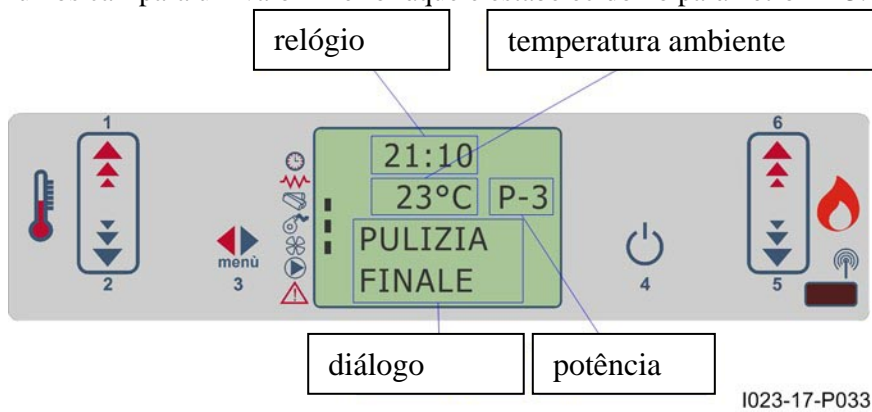 relógio
temperatura ambiente
1
6
21:10
23°C P-3
PULIZIA
FINALE
menù
2
3
4
5
diálogo
potência
I023-17-P033